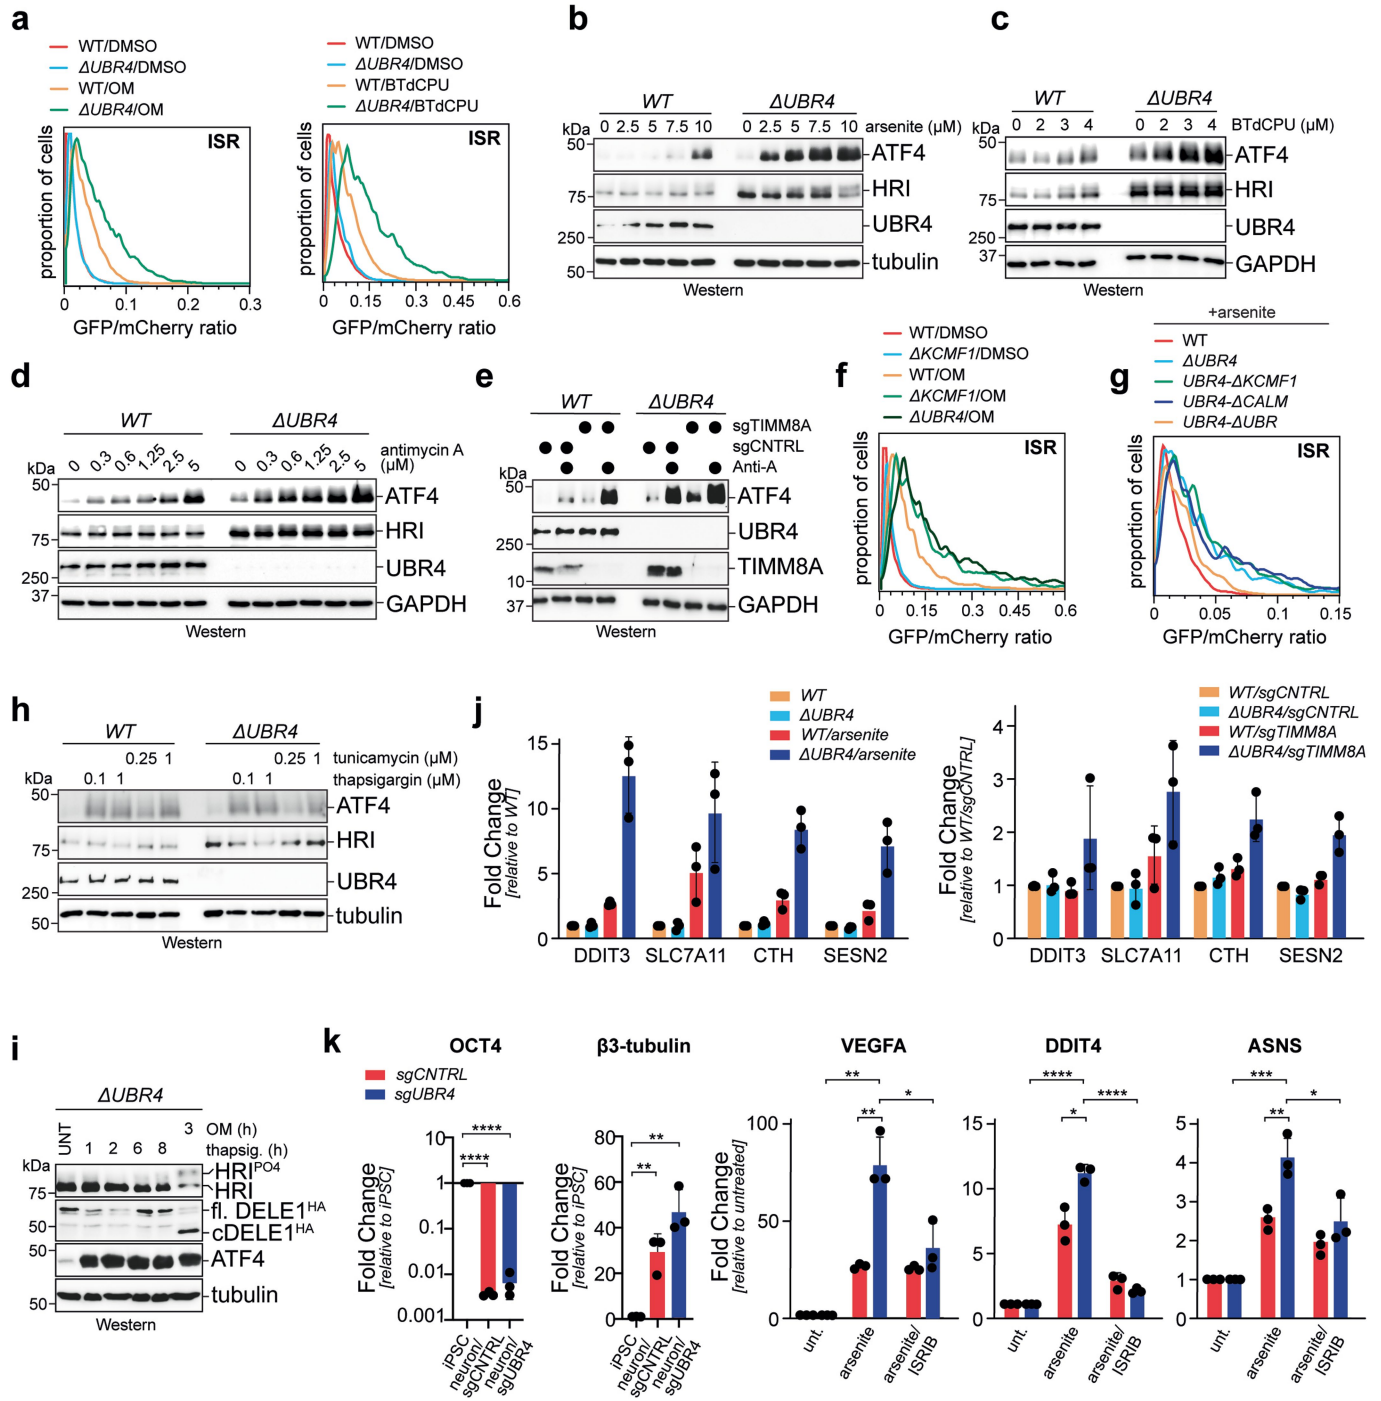 a
WT/DMSO
ΔUBR4/DMSO
WT/OM
ΔUBR4/OM
ISR
proportion of cells
0 0.1 0.2 0.3
GFP/mCherry ratio
WT/DMSO
ΔUBR4/DMSO
WT/BTdCPU
ΔUBR4/BTdCPU
ISR
proportion of cells
0 0.15 0.3 0.45 0.6
GFP/mCherry ratio
b
WT ΔUBR4
kDa 0 2.5 5 7.5 10 0 2.5 5 7.5 10 arsenite (µM)
50 ATF4
75 HRI
250 UBR4
50 tubulin
Western
c
WT ΔUBR4
kDa 0 2 3 4 0 2 3 4 BTdCPU (µM)
50 ATF4
75 HRI
250 UBR4
37 GAPDH
Western
d
WT ΔUBR4
kDa 0 0.3 0.6 1.25 2.5 5 0 0.3 0.6 1.25 2.5 5 antimycin A
(µM)
50 ATF4
75 HRI
250 UBR4
37 GAPDH
Western
e
WT ΔUBR4
sgTIMM8A
sgCNTRL
Anti-A
kDa
50 ATF4
250 UBR4
10 TIMM8A
37 GAPDH
Western
f
WT/DMSO
ΔKCMF1/DMSO
WT/OM
ΔKCMF1/OM
ΔUBR4/OM
ISR
proportion of cells
0 0.15 0.3 0.45 0.6
GFP/mCherry ratio
g
+arsenite
WT
ΔUBR4
UBR4-ΔKCMF1
UBR4-ΔCALM
UBR4-ΔUBR
ISR
proportion of cells
0 0.05 0.1 0.15
GFP/mCherry ratio
h
WT ΔUBR4
0.25 1 0.25 1 tunicamycin (µM)
kDa 0.1 1 0.1 1 thapsigargin (µM)
50 ATF4
75 HRI
250 UBR4
50 tubulin
Western
j
WT
ΔUBR4
WT/arsenite
ΔUBR4/arsenite
Fold Change
[relative to WT]
15
10
5
0
DDIT3 SLC7A11 CTH SESN2
WT/sgCNTRL
ΔUBR4/sgCNTRL
WT/sgTIMM8A
ΔUBR4/sgTIMM8A
Fold Change
[relative to WT/sgCNTRL]
4
3
2
1
0
DDIT3 SLC7A11 CTH SESN2
i
ΔUBR4
UNT 3 OM (h)
1 2 6 8 thapsig. (h)
kDa
HRIPO4
75 HRI
fl. DELE1HA
50 cDELE1HA
50 ATF4
50 tubulin
Western
k
sgCNTRL
sgUBR4
OCT4
****
****
Fold Change
[relative to iPSC]
10
1
0.1
0.01
0.001
iPSC
neuron/
sgCNTRL
neuron/
sgUBR4
β3-tubulin
**
**
Fold Change
[relative to iPSC]
80
60
40
20
0
iPSC
neuron/
sgCNTRL
neuron/
sgUBR4
VEGFA
**
*
**
Fold Change
[relative to untreated]
100
50
0
unt.
arsenite
arsenite/
ISRIB
DDIT4
****
****
*
15
10
5
0
unt.
arsenite
arsenite/
ISRIB
ASNS
***
*
**
5
4
3
2
1
0
unt.
arsenite
arsenite/
ISRIB